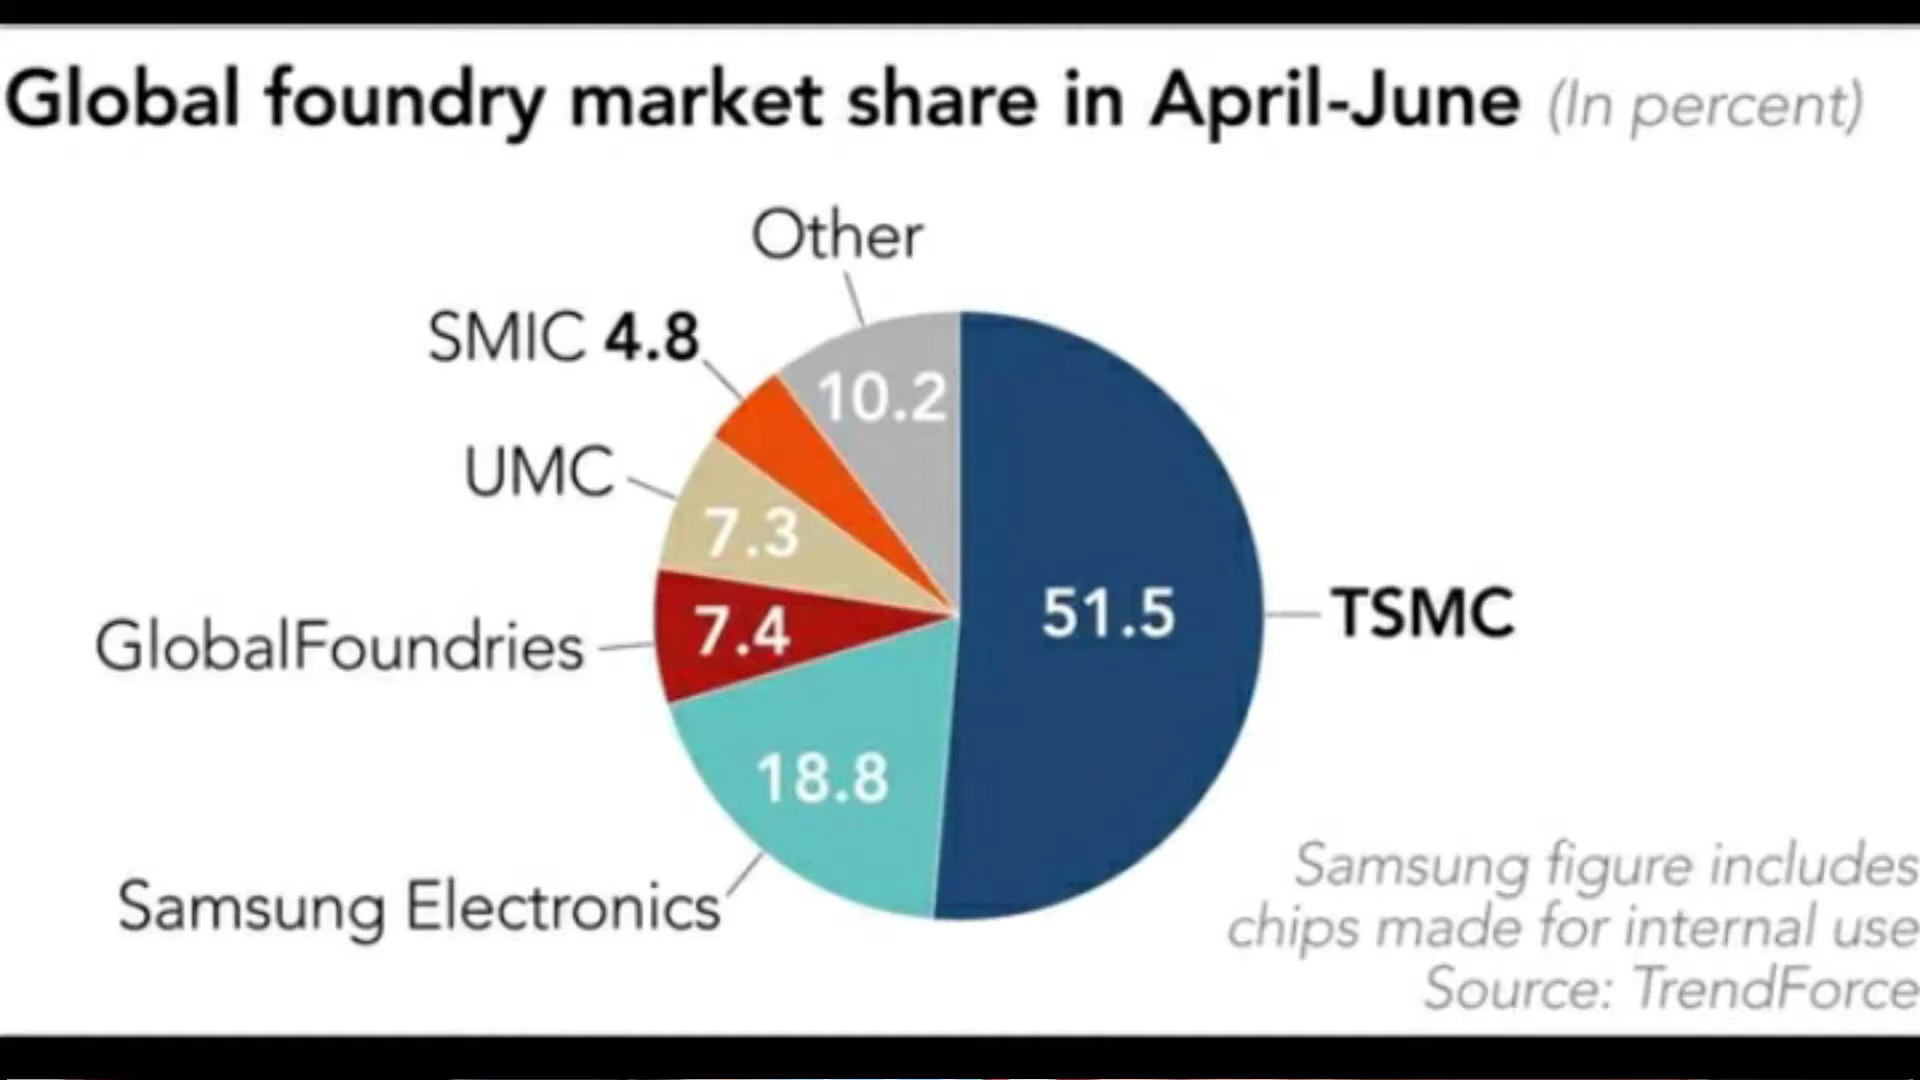 Global foundry market share in April-June (In percent)
Other
10.2
SMIC 4.8
UMC
7.3
GlobalFoundries
7.4
51.5
TSMC
18.8
Samsung Electronics
Samsung figure includes
chips made for internal use
Source: TrendForce